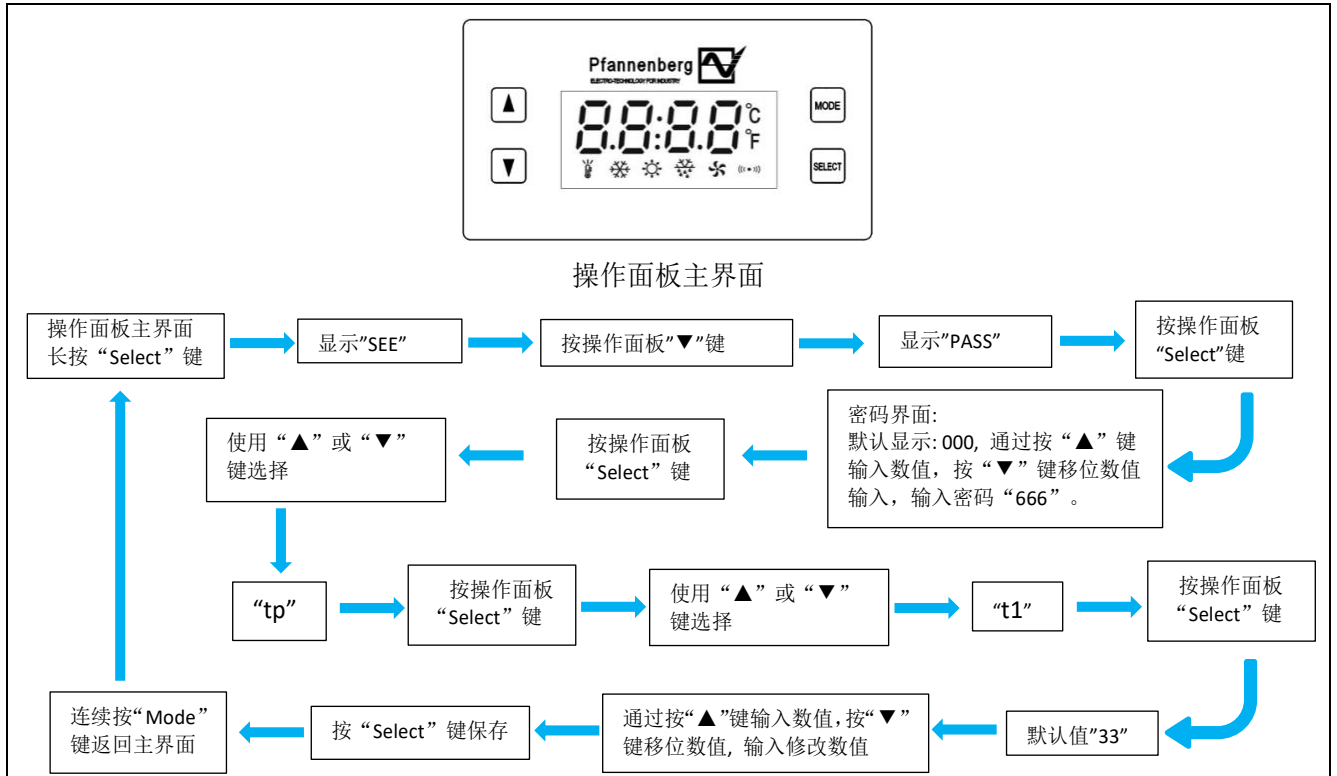 Pfannenberg
ELECTRO-TECHNOLOGY FOR INDUSTRY
▲
MODE
88:88 ℃
℉
▼
SELECT
操作面板主界面
操作面板主界面
长按“Select”键
显示”SEE”
按操作面板”▼”键
显示”PASS”
按操作面板
“Select”键
密码界面:
默认显示: 000, 通过按“▲”键
输入数值，按“▼”键移位数值
输入，输入密码“666”。
按操作面板
“Select”键
使用“▲”或“▼”
键选择
“tp”
按操作面板
“Select”键
使用“▲”或“▼”
键选择
“t1”
按操作面板
“Select”键
默认值”33”
通过按“▲”键输入数值, 按“▼”
键移位数值, 输入修改数值
按“Select”键保存
连续按“Mode”
键返回主界面